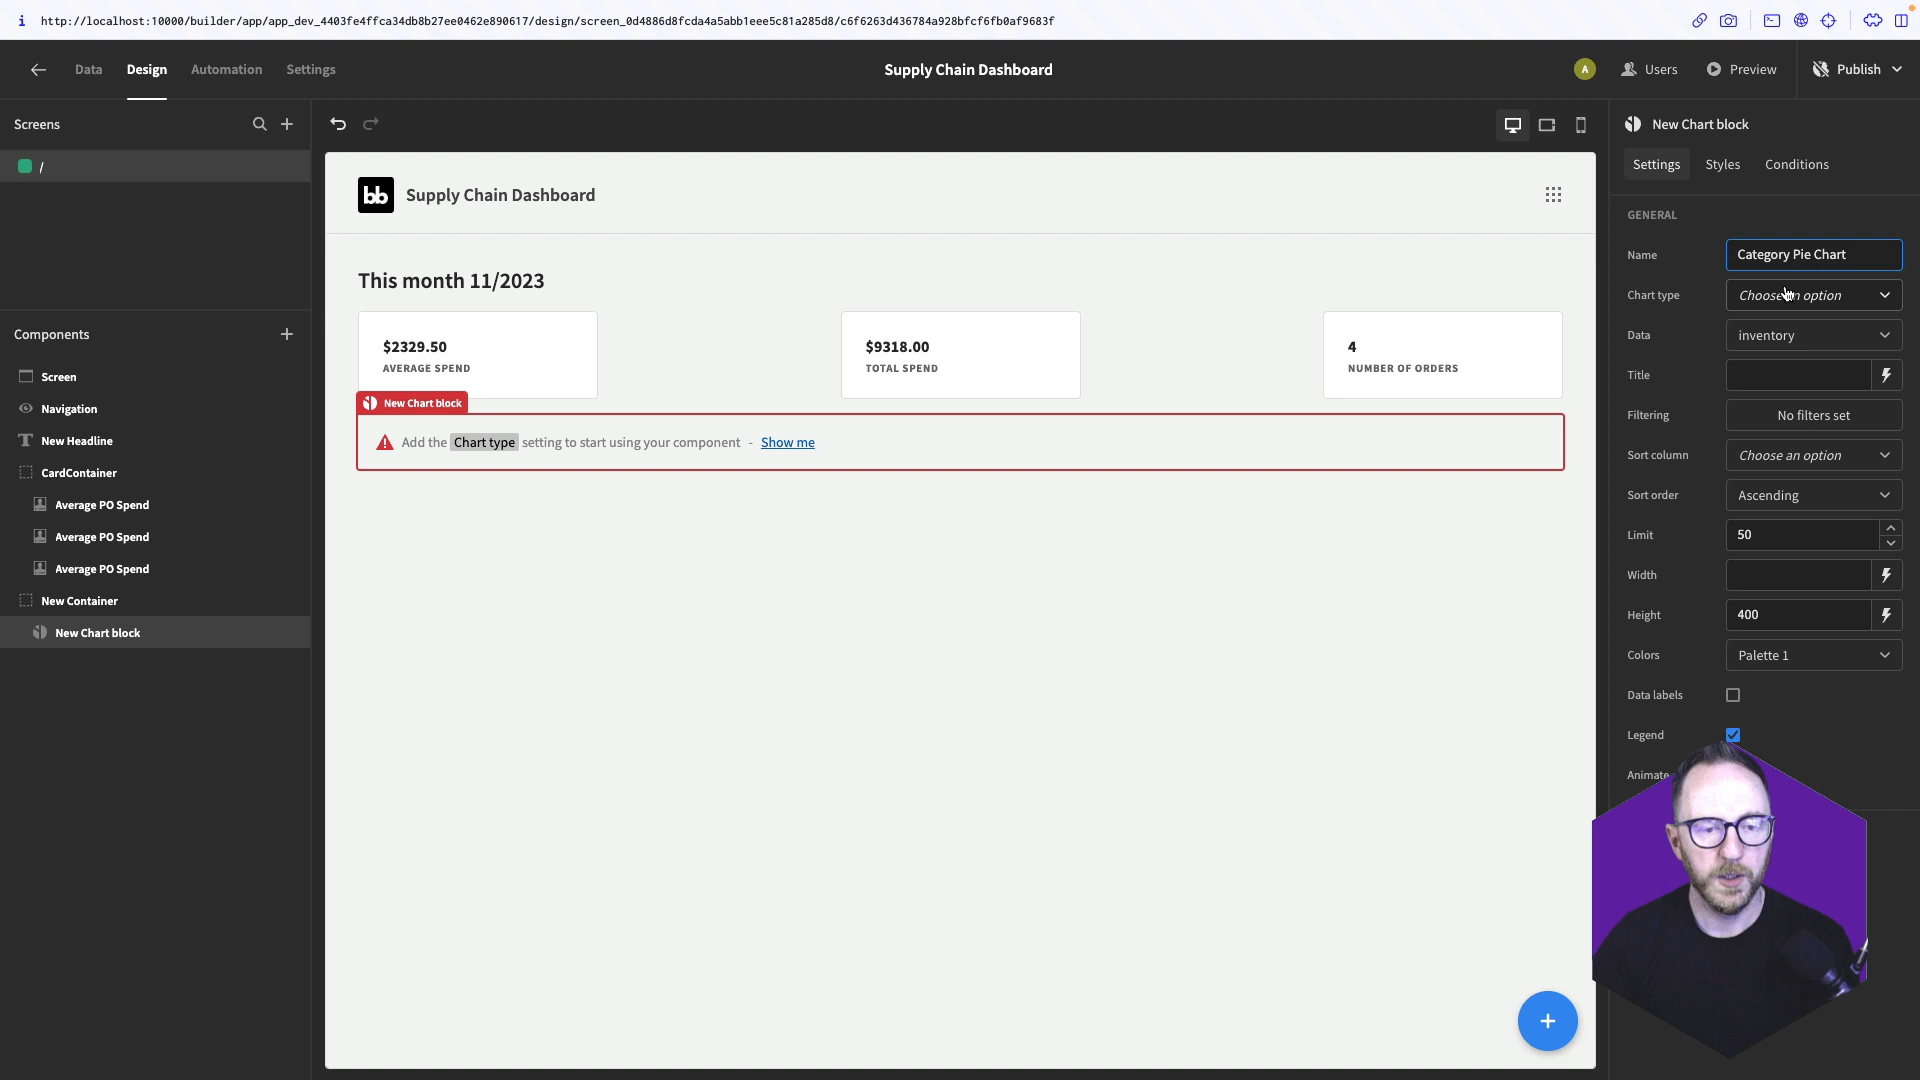 i http://localhost:10000/builder/app/app_dev_4403fe4ffca34db8b27ee0462e890617/design/screen_0d4886d8fcda4a5abb1eee5c81a285d8/c6f6263d436784a928bfcf6fb0af9683f
Data Design Automation Settings
Supply Chain Dashboard
A Users Preview Publish
Screens
/
Components
Screen
Navigation
New Headline
CardContainer
Average PO Spend
Average PO Spend
Average PO Spend
New Container
New Chart block
bb Supply Chain Dashboard
This month 11/2023
$2329.50
AVERAGE SPEND
$9318.00
TOTAL SPEND
4
NUMBER OF ORDERS
New Chart block
Add the Chart type setting to start using your component - Show me
New Chart block
Settings Styles Conditions
GENERAL
Name Category Pie Chart
Chart type Choose an option
Data inventory
Title
Filtering No filters set
Sort column Choose an option
Sort order Ascending
Limit 50
Width
Height 400
Colors Palette 1
Data labels
Legend
Animate